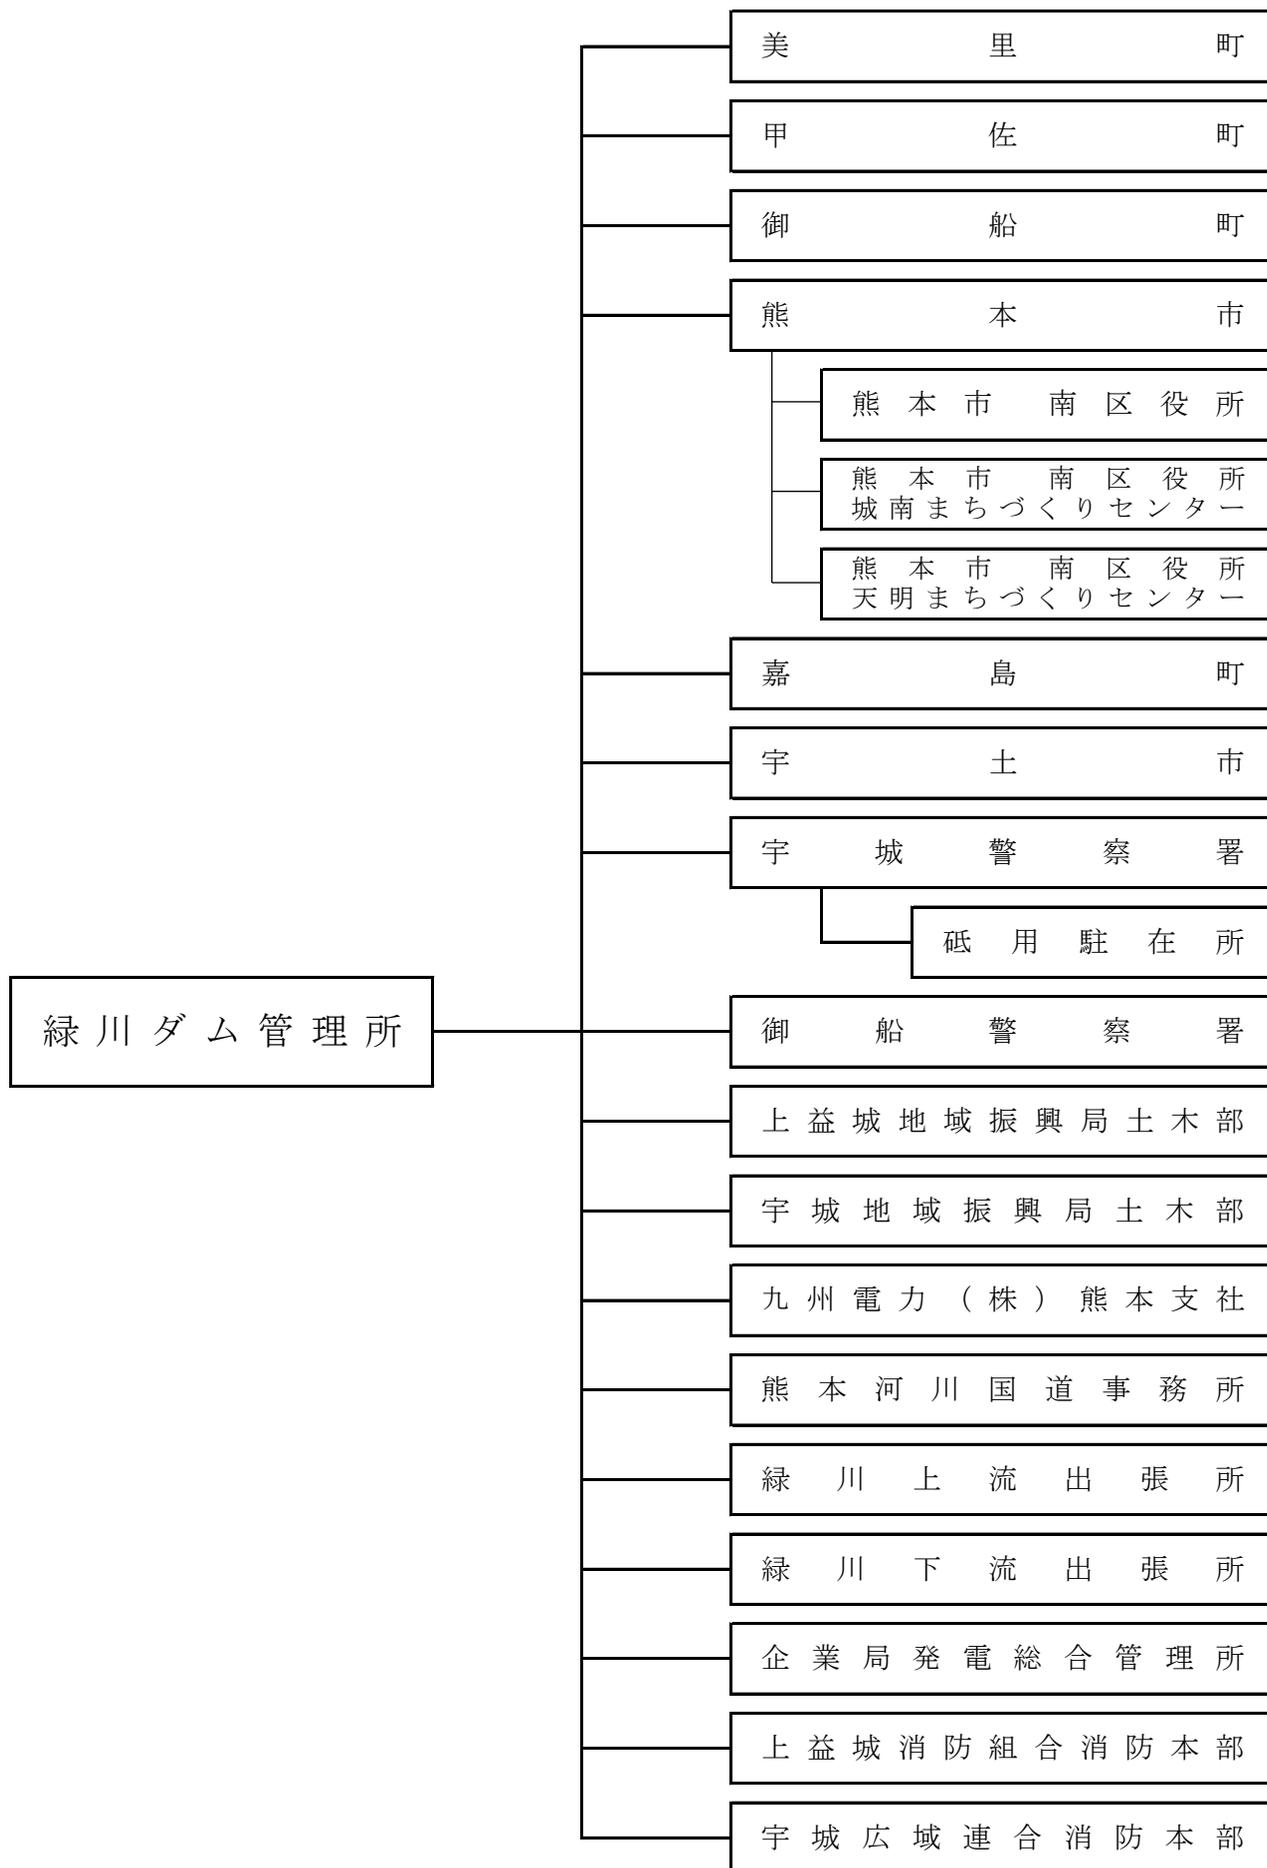 美里町
甲佐町
御船町
熊本市
熊本市 南区役所
熊本市 南区役所
城南まちづくりセンター
熊本市 南区役所
天明まちづくりセンター
嘉島町
宇土市
宇城警察署
砥用駐在所
緑川ダム管理所
御船警察署
上益城地域振興局土木部
宇城地域振興局土木部
九州電力（株）熊本支社
熊本河川国道事務所
緑川上流出張所
緑川下流出張所
企業局発電総合管理所
上益城消防組合消防本部
宇城広域連合消防本部